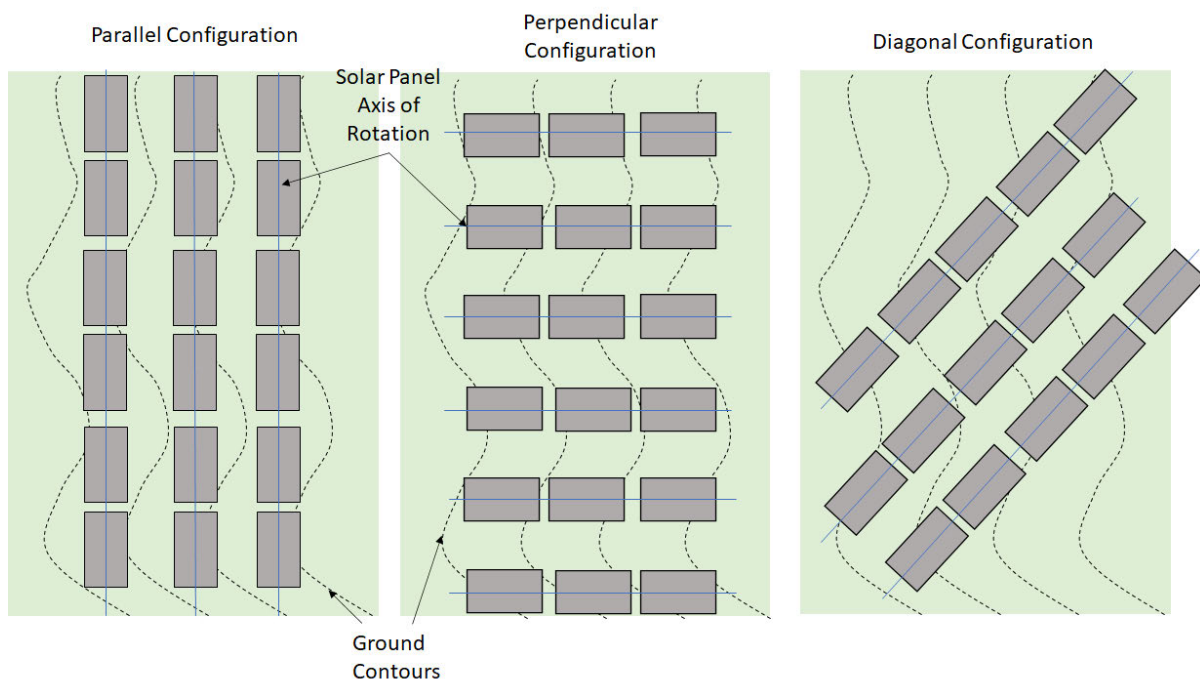 Parallel Configuration
Perpendicular
Configuration
Diagonal Configuration
Solar Panel
Axis of
Rotation
Ground
Contours